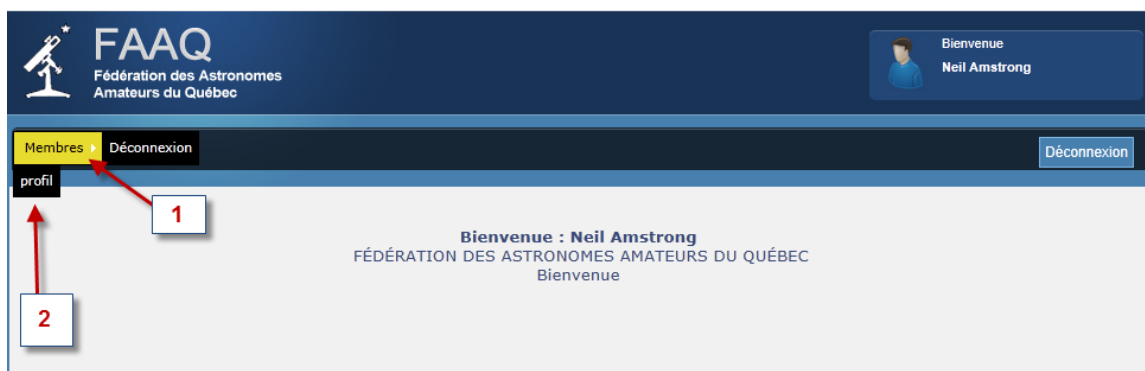 FAAQ
Fédération des Astronomes
Amateurs du Québec
Bienvenue
Neil Amstrong
Membres
Déconnexion
Déconnexion
profil
1
Bienvenue : Neil Amstrong
FÉDÉRATION DES ASTRONOMES AMATEURS DU QUÉBEC
Bienvenue
2